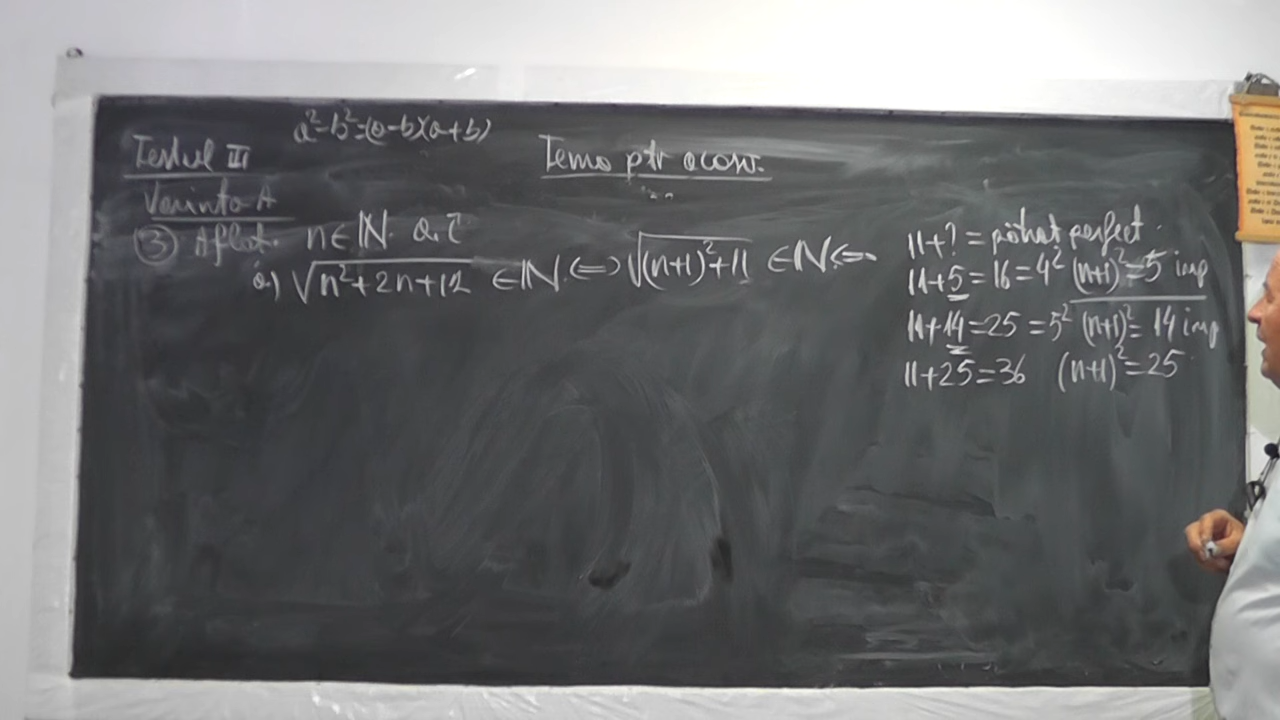 a²-b²=(a-b)(a+b)
Testul III
Tema ptr acasă.
Varianta A
③ Aflați n∈ℕ a.î
a) √(n²+2n+12) ∈ℕ ⟺ √((n+1)²+11) ∈ℕ ⟺
11+? = pătrat perfect.
11+5=16=4² (n+1)²=5 imp
11+14=25=5² (n+1)²=14 imp
11+25=36 (n+1)²=25